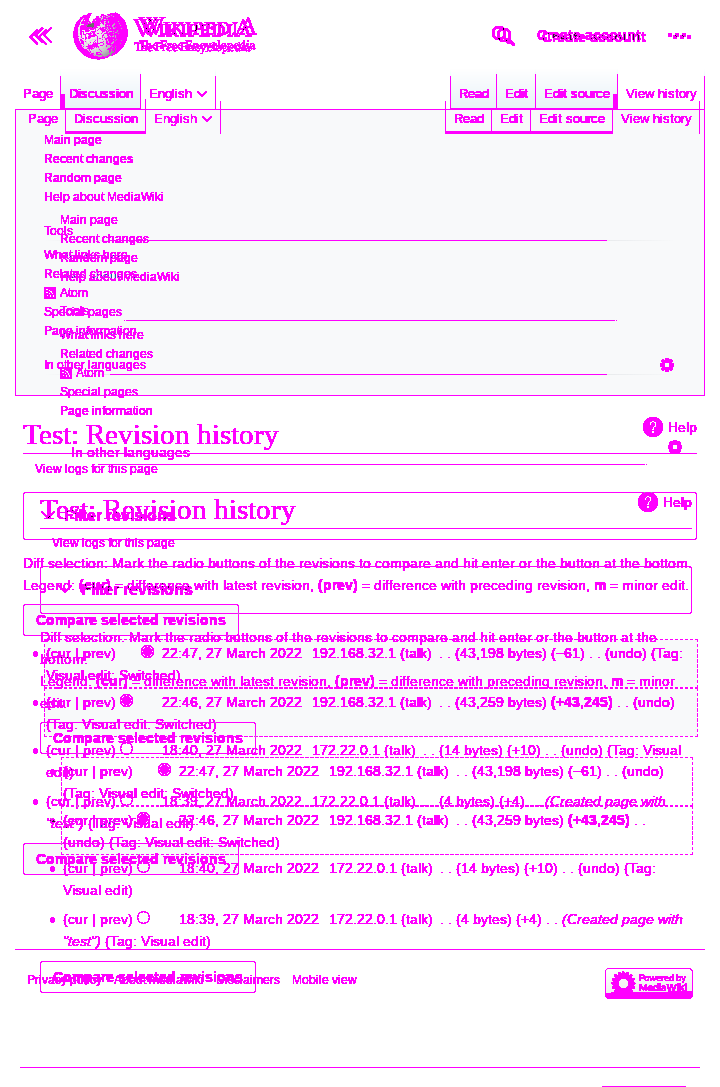 WIKIPEDIA
The Free Encyclopedia
Create account
Page Discussion English Read Edit Edit source View history
Page Discussion English Read Edit Edit source View history
Main page
Recent changes
Random page
Help about MediaWiki
Main page
Tools
Recent changes
What links here
Random page
Related changes
Help about MediaWiki
Atom
Tools
Special pages
Page information
What links here
Related changes
In other languages
Atom
Special pages
Page information
Test: Revision history
Help
In other languages
View logs for this page
Test: Revision history
Help
Filter revisions
View logs for this page
Diff selection: Mark the radio buttons of the revisions to compare and hit enter or the button at the bottom.
Legend: (cur) = difference with latest revision, (prev) = difference with preceding revision, m = minor edit.
Filter revisions
Compare selected revisions
Diff selection: Mark the radio buttons of the revisions to compare and hit enter or the button at the
bottom.
(cur | prev) 22:47, 27 March 2022 192.168.32.1 (talk) . . (43,198 bytes) (−61) . . (undo) (Tag:
Visual edit: Switched)
Legend: (cur) = difference with latest revision, (prev) = difference with preceding revision, m = minor
edit.
(cur | prev) 22:46, 27 March 2022 192.168.32.1 (talk) . . (43,259 bytes) (+43,245) . . (undo)
(Tag: Visual edit: Switched)
Compare selected revisions
(cur | prev) 18:40, 27 March 2022 172.22.0.1 (talk) . . (14 bytes) (+10) . . (undo) (Tag: Visual
edit)
(cur | prev) 22:47, 27 March 2022 192.168.32.1 (talk) . . (43,198 bytes) (−61) . . (undo)
(Tag: Visual edit: Switched)
(cur | prev) 18:39, 27 March 2022 172.22.0.1 (talk) . . (4 bytes) (+4) . . (Created page with
"test") (Tag: Visual edit)
(cur | prev) 22:46, 27 March 2022 192.168.32.1 (talk) . . (43,259 bytes) (+43,245) . .
(undo) (Tag: Visual edit: Switched)
Compare selected revisions
(cur | prev) 18:40, 27 March 2022 172.22.0.1 (talk) . . (14 bytes) (+10) . . (undo) (Tag:
Visual edit)
(cur | prev) 18:39, 27 March 2022 172.22.0.1 (talk) . . (4 bytes) (+4) . . (Created page with
"test") (Tag: Visual edit)
Compare selected revisions
Privacy policy About MediaWiki Disclaimers Mobile view
Powered by
MediaWiki